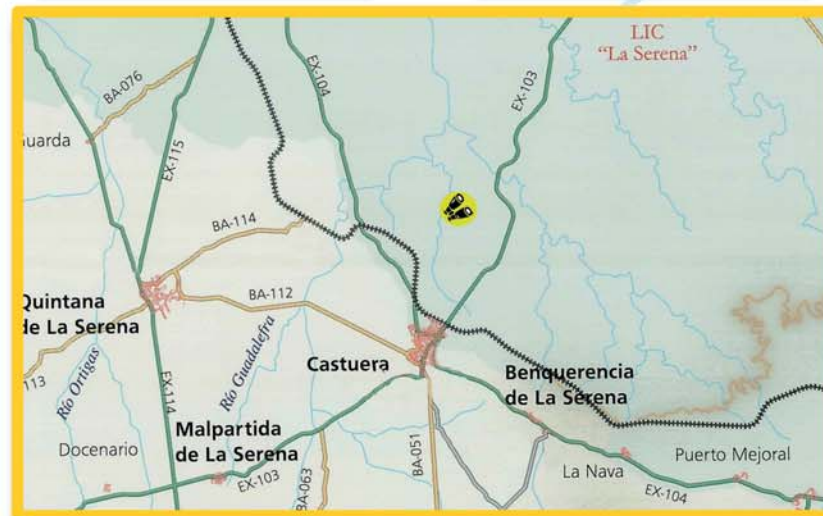 LIC
"La Serena"
EX-104
EX-103
BA-076
uarda
EX-115
BA-114
BA-112
Quintana
de La Serena
Castuera
Benquerencia
de La Serena
113
Río Ortigas
EX-114
Río Guadalefra
Malpartida
de La Serena
Docenario
EX-103
BA-063
BA-051
La Nava
Puerto Mejoral
EX-104